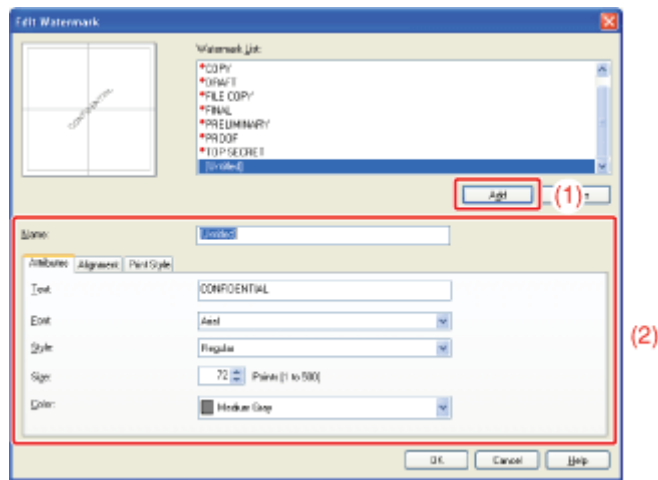 Edit Watermark
Watermark List:
CONFIDENTIAL
*COPY
*DRAFT
*FILE COPY
*FINAL
*PRELIMINARY
*PROOF
*TOP SECRET
[Untitled]
Add (1)
Name: [Untitled]
Attributes Alignment Print Style
Text: CONFIDENTIAL
Font: Arial
(2)
Style: Regular
Size: 72 Points [1 to 500]
Color: Medium Gray
OK Cancel Help